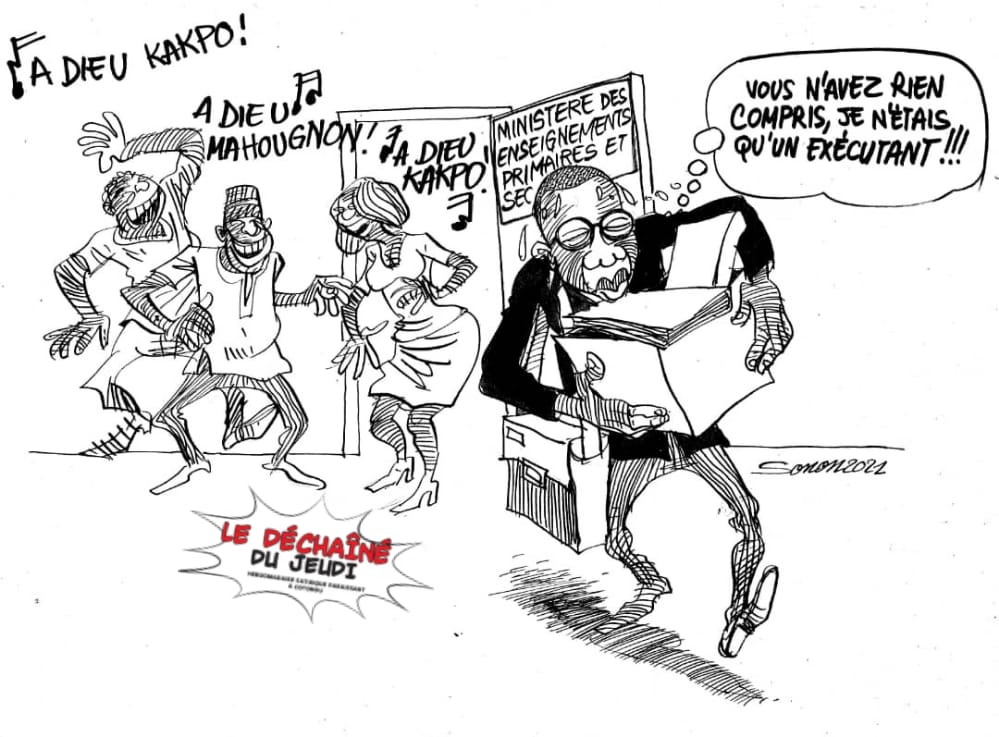 A DIEU KAKPO!
A DIEU
MAHOUGNON!
A DIEU
KAKPO!
MINISTERE DES
ENSEIGNEMENTS
PRIMAIRES ET
SEC
VOUS N'AVEZ RIEN
COMPRIS, JE N'ÉTAIS
QU'UN EXÉCUTANT!!!
Sonon2021
LE DÉCHAÎNÉ
DU JEUDI
HEBDOMADAIRE SATIRIQUE PARAISSANT
A COTONOU